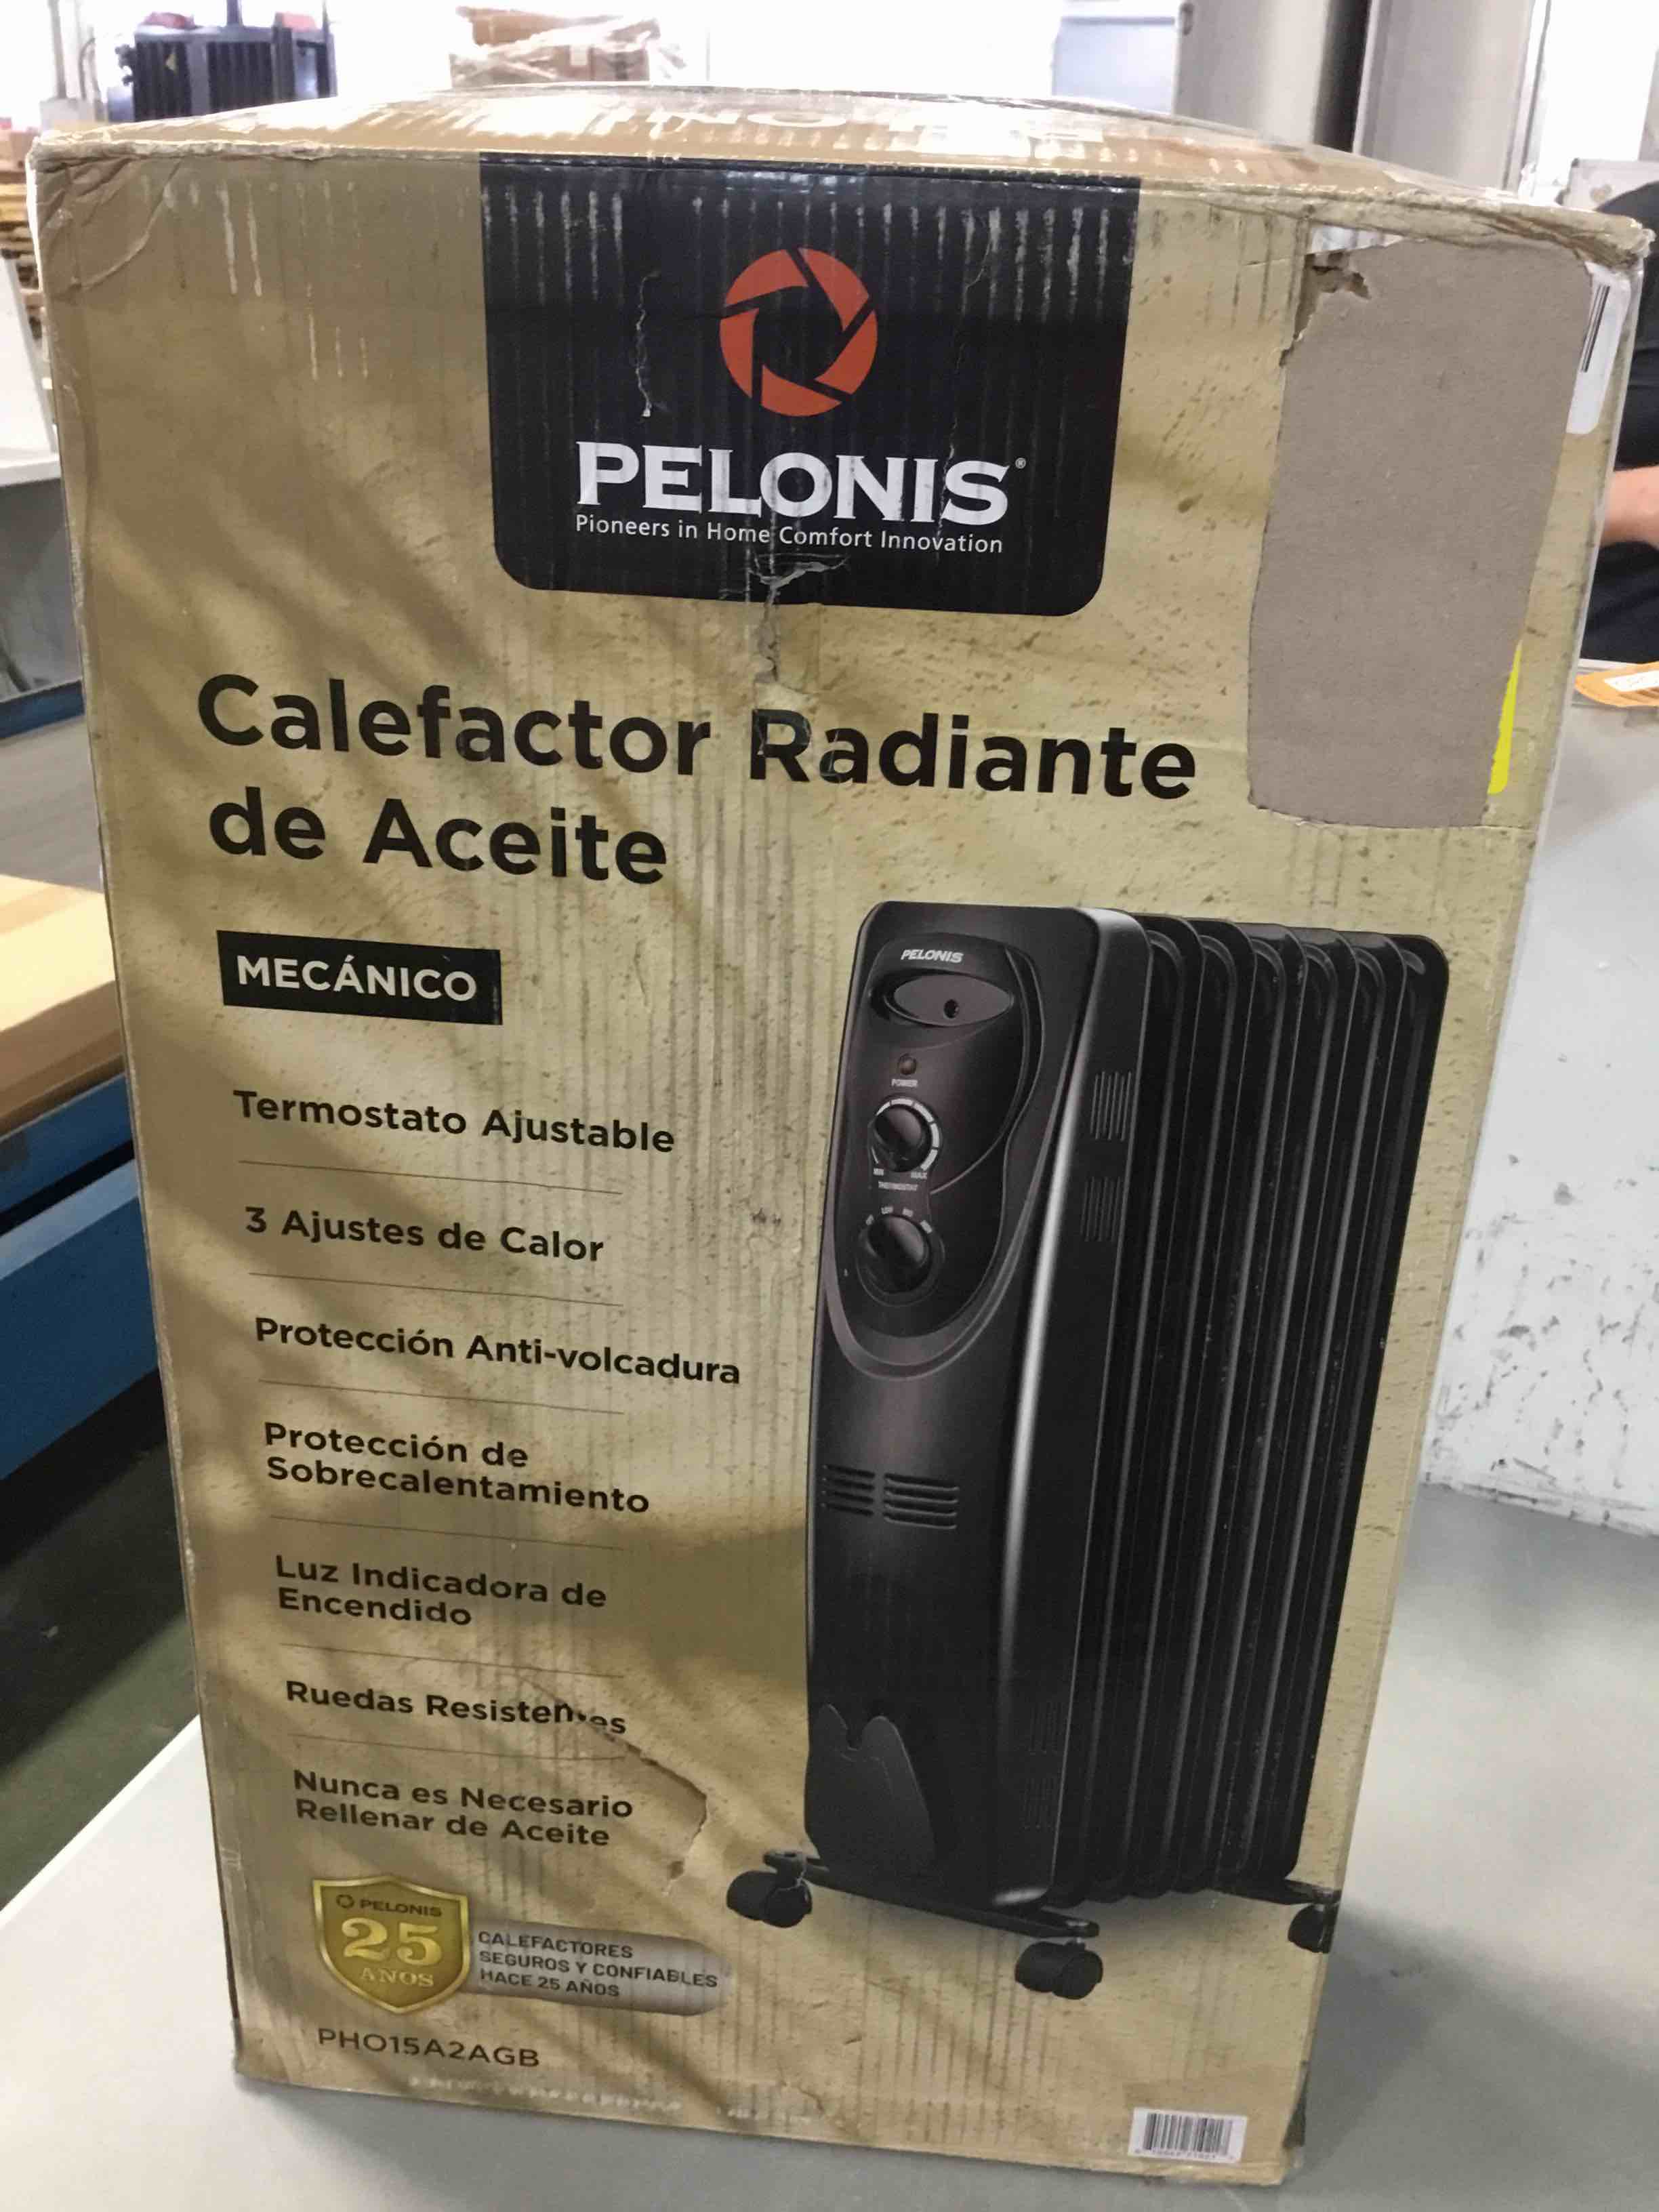 PELONIS®
Pioneers in Home Comfort Innovation
Calefactor Radiante
de Aceite
MECÁNICO
Termostato Ajustable
3 Ajustes de Calor
Protección Anti-volcadura
Protección de
Sobrecalentamiento
Luz Indicadora de
Encendido
Ruedas Resistentes
Nunca es Necesario
Rellenar de Aceite
PELONIS
POWER
MIN MAX
THERMOSTAT
PELONIS
25
AÑOS
CALEFACTORES
SEGUROS Y CONFIABLES
HACE 25 AÑOS
PHO15A2AGB